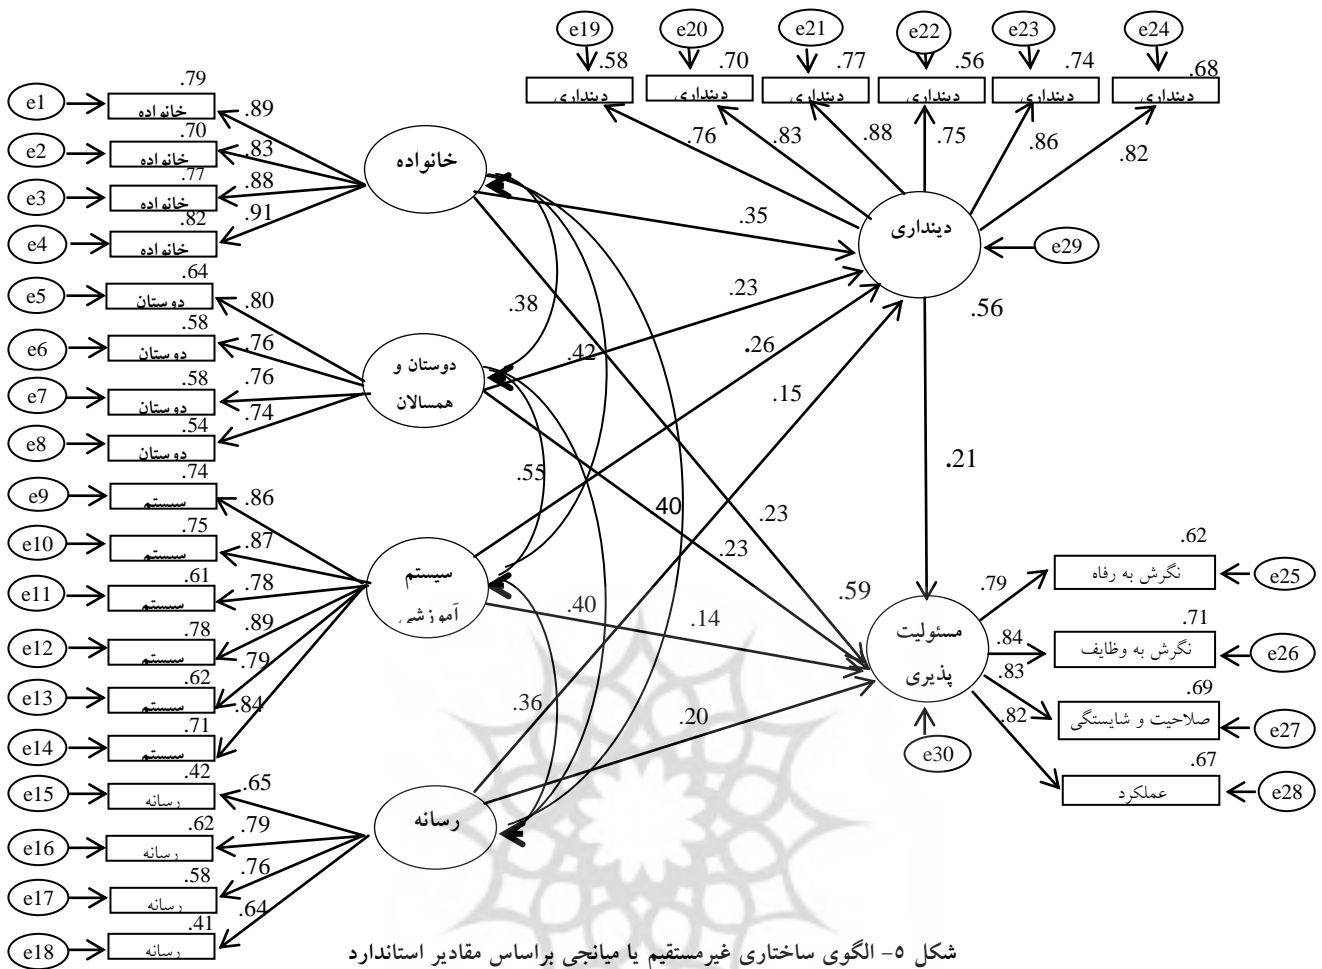 e19 e20 e21 e22 e23 e24
.58 .70 .77 .56 .74 .68
دینداری دینداری دینداری دینداری دینداری دینداری
.76 .83 .88 .75 .86 .82
e1 .79 خانواده .89
e2 .70 خانواده .83
e3 .77 خانواده .88
e4 .82 خانواده .91
خانواده
دینداری
e29
.56
.35
.38
.23
.42
.26
.15
e5 .64 دوستان .80
e6 .58 دوستان .76
e7 .58 دوستان .76
e8 .54 دوستان .74
دوستان و
همسالان
.55
.40
.23
.23
.21
e9 .74 سیستم .86
e10 .75 سیستم .87
e11 .61 سیستم .78
e12 .78 سیستم .89
e13 .62 سیستم .79
e14 .71 سیستم .84
سیستم
آموزشی
.40
.14
.36
.20
.59
مسئولیت
پذیری
e30
.79 .62 نگرش به رفاه e25
.84 .71 نگرش به وظایف e26
.83 .69 صلاحیت و شایستگی e27
.82 .67 عملکرد e28
e15 .42 رسانه .65
e16 .62 رسانه .79
e17 .58 رسانه .76
e18 .41 رسانه .64
رسانه
شکل ۵- الگوی ساختاری غیرمستقیم یا میانجی براساس مقادیر استاندارد